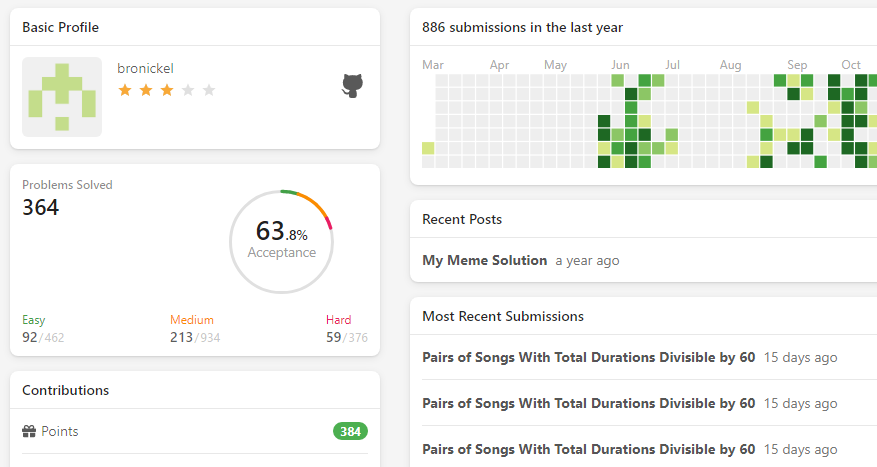 Basic Profile
bronickel
Problems Solved
364
63.8%
Acceptance
Easy
92/462
Medium
213/934
Hard
59/376
Contributions
Points
384
886 submissions in the last year
Mar Apr May Jun Jul Aug Sep Oct
Recent Posts
My Meme Solution a year ago
Most Recent Submissions
Pairs of Songs With Total Durations Divisible by 60 15 days ago
Pairs of Songs With Total Durations Divisible by 60 15 days ago
Pairs of Songs With Total Durations Divisible by 60 15 days ago